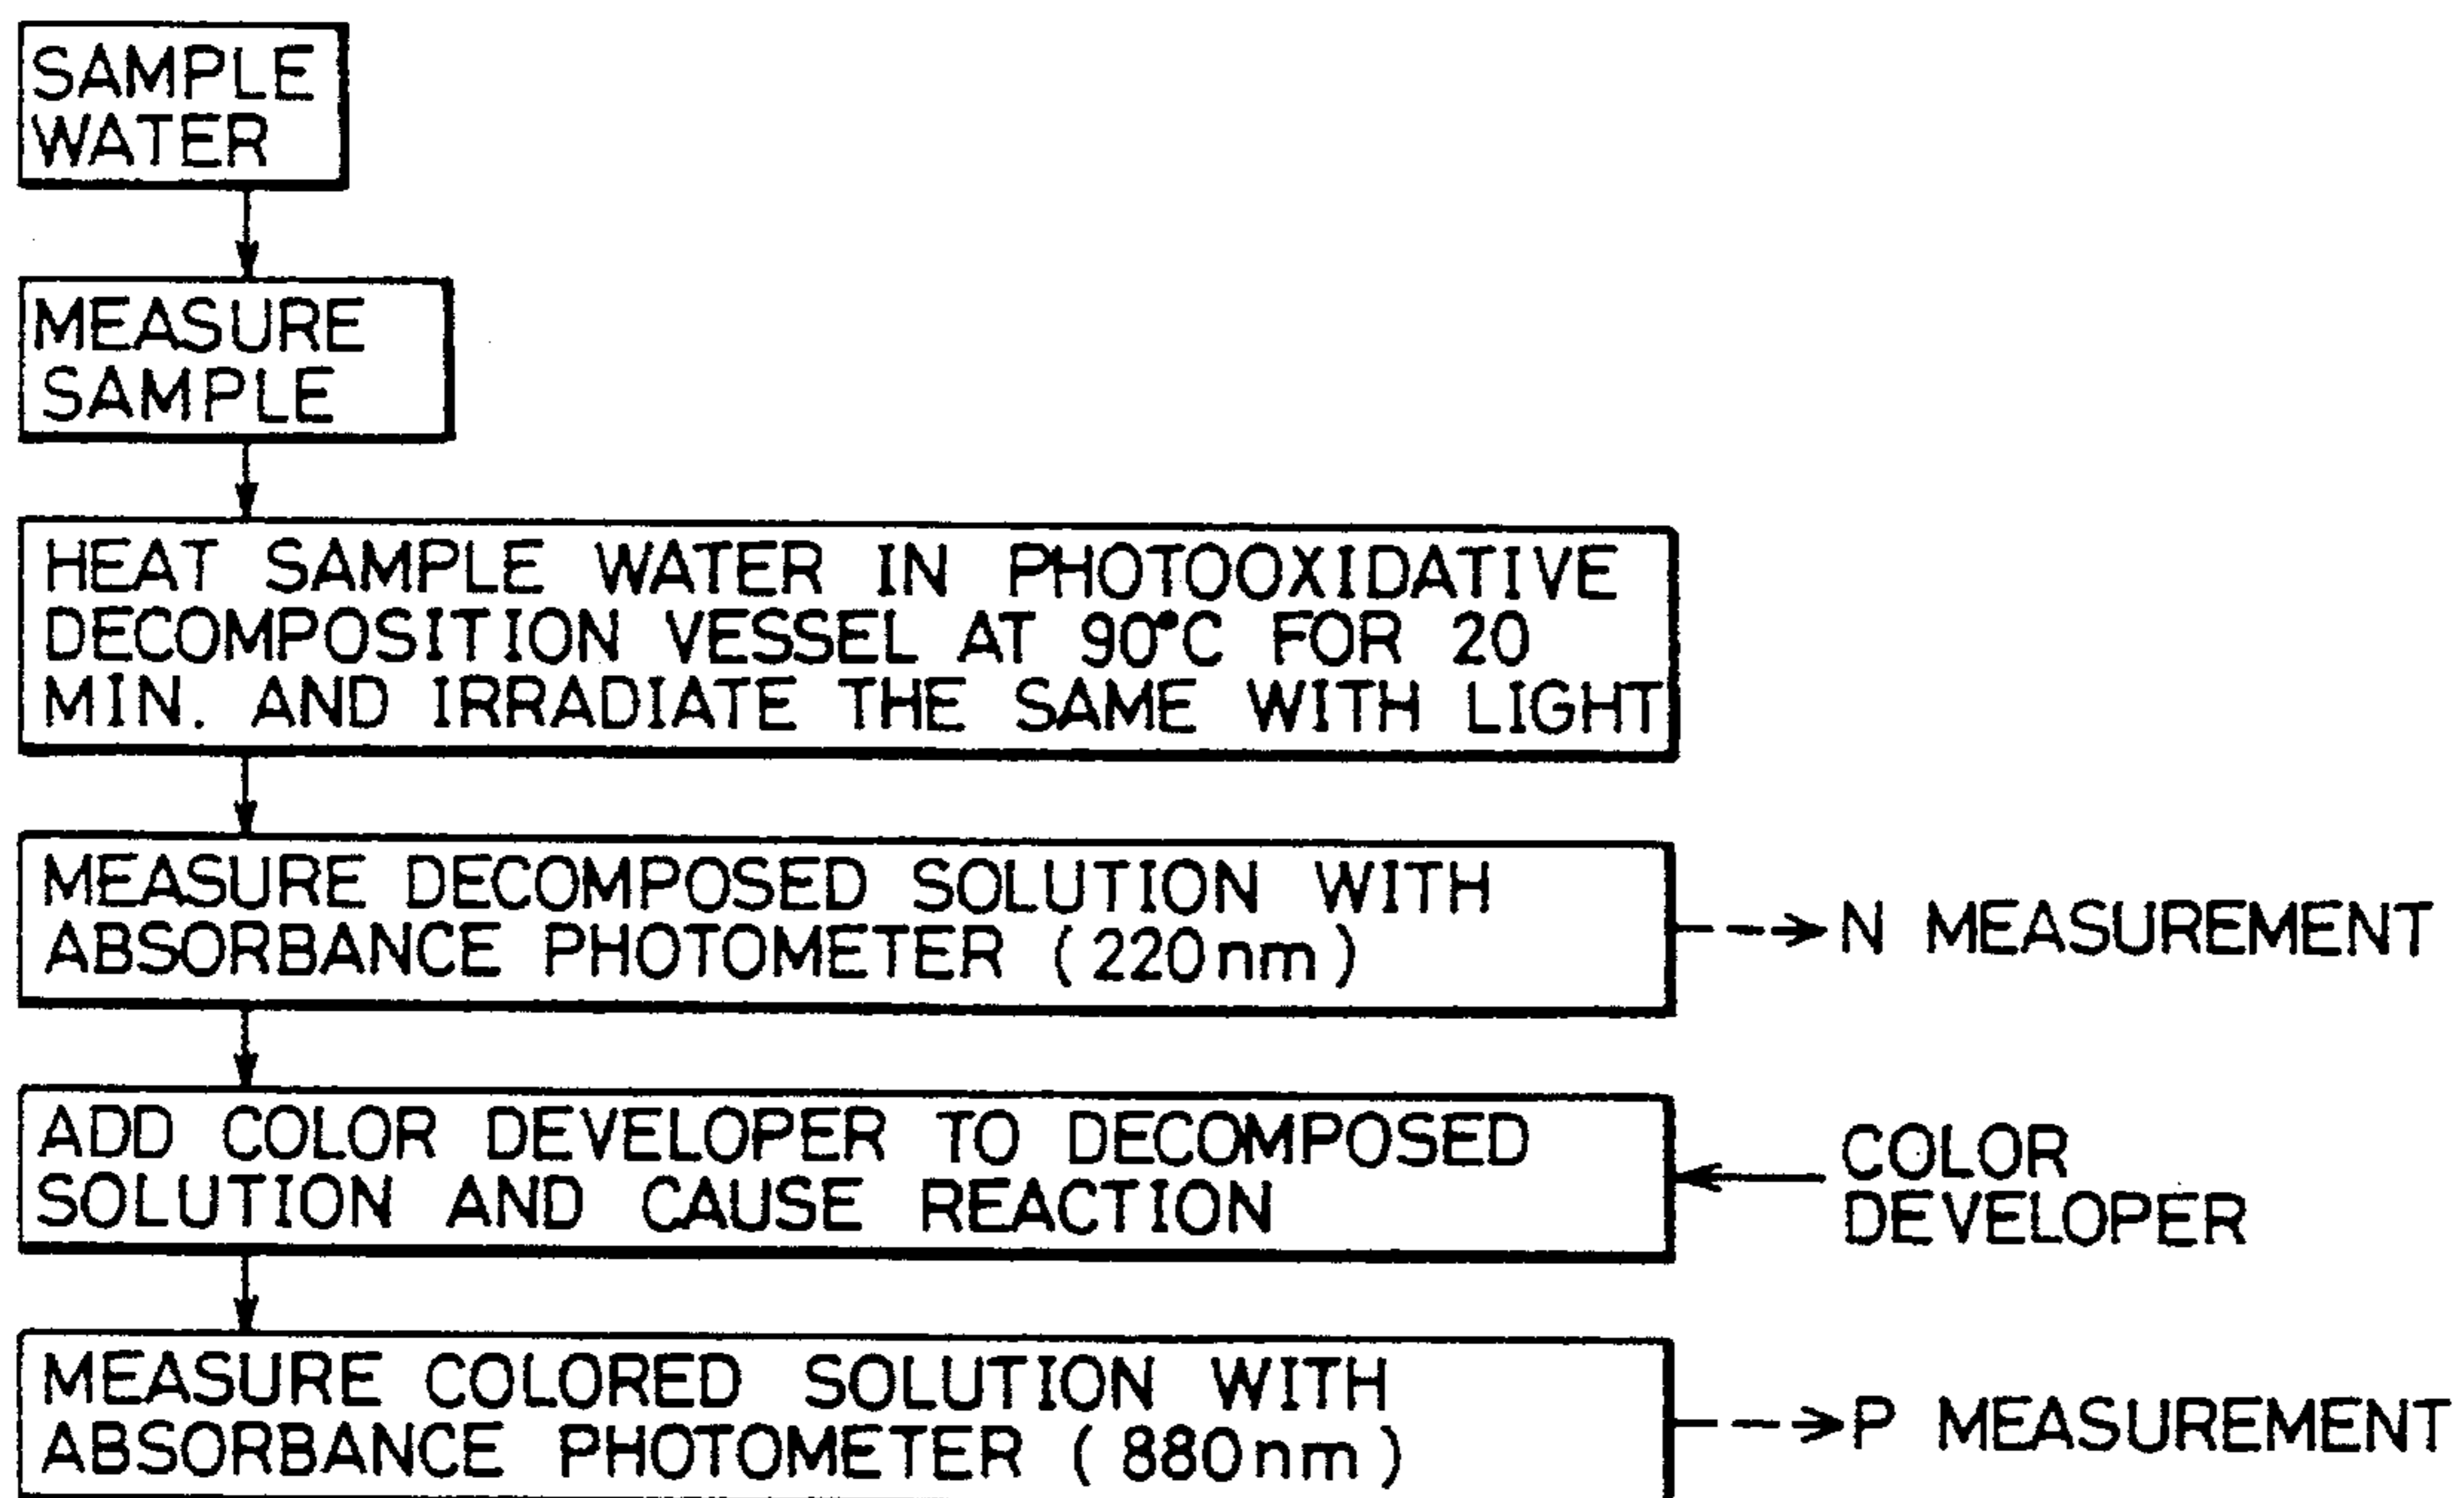 SAMPLE
WATER
MEASURE
SAMPLE
HEAT SAMPLE WATER IN PHOTOOXIDATIVE
DECOMPOSITION VESSEL AT 90°C FOR 20
MIN. AND IRRADIATE THE SAME WITH LIGHT
MEASURE DECOMPOSED SOLUTION WITH
ABSORBANCE PHOTOMETER (220nm)
N MEASUREMENT
ADD COLOR DEVELOPER TO DECOMPOSED
SOLUTION AND CAUSE REACTION
COLOR
DEVELOPER
MEASURE COLORED SOLUTION WITH
ABSORBANCE PHOTOMETER (880nm)
P MEASUREMENT